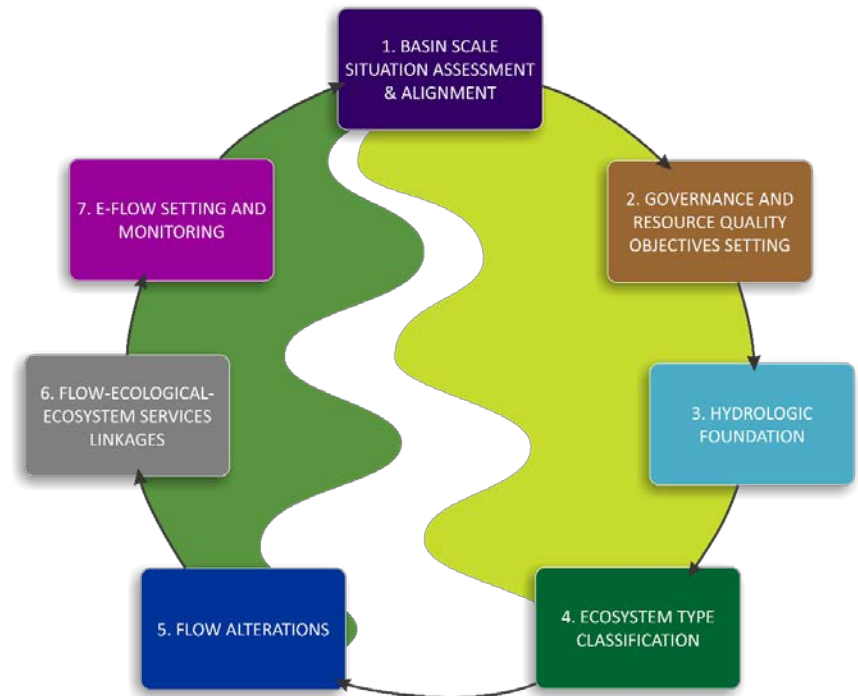 1. BASIN SCALE
SITUATION ASSESSMENT
& ALIGNMENT
2. GOVERNANCE AND
RESOURCE QUALITY
OBJECTIVES SETTING
3. HYDROLOGIC
FOUNDATION
4. ECOSYSTEM TYPE
CLASSIFICATION
5. FLOW ALTERATIONS
6. FLOW-ECOLOGICAL-
ECOSYSTEM SERVICES
LINKAGES
7. E-FLOW SETTING AND
MONITORING